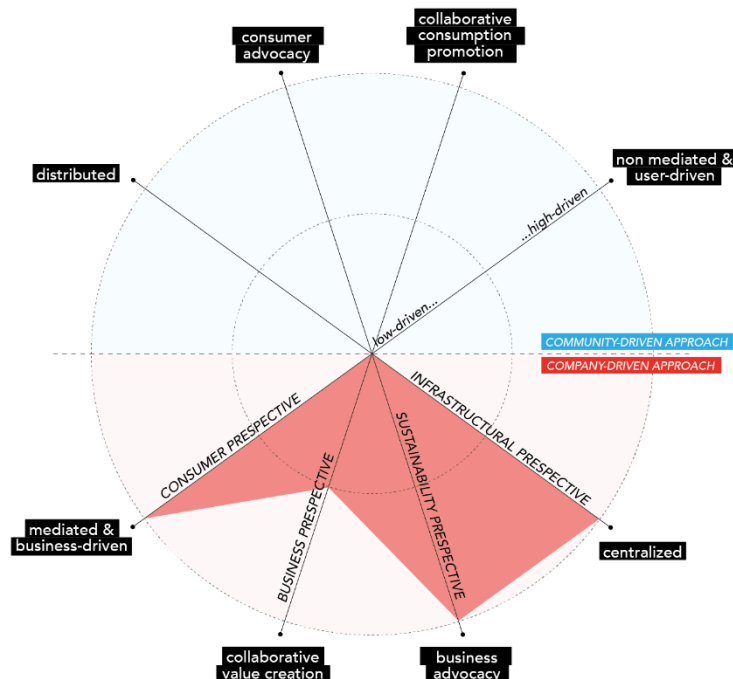 collaborative
consumption
promotion
consumer
advocacy
distributed
non mediated &
user-driven
...high-driven
low-driven...
COMMUNITY-DRIVEN APPROACH
COMPANY-DRIVEN APPROACH
CONSUMER PRESPECTIVE
BUSINESS PRESPECTIVE
SUSTAINABILITY PRESPECTIVE
INFRASTRUCTURAL PRESPECTIVE
mediated &
business-driven
centralized
collaborative
value creation
business
advocacy